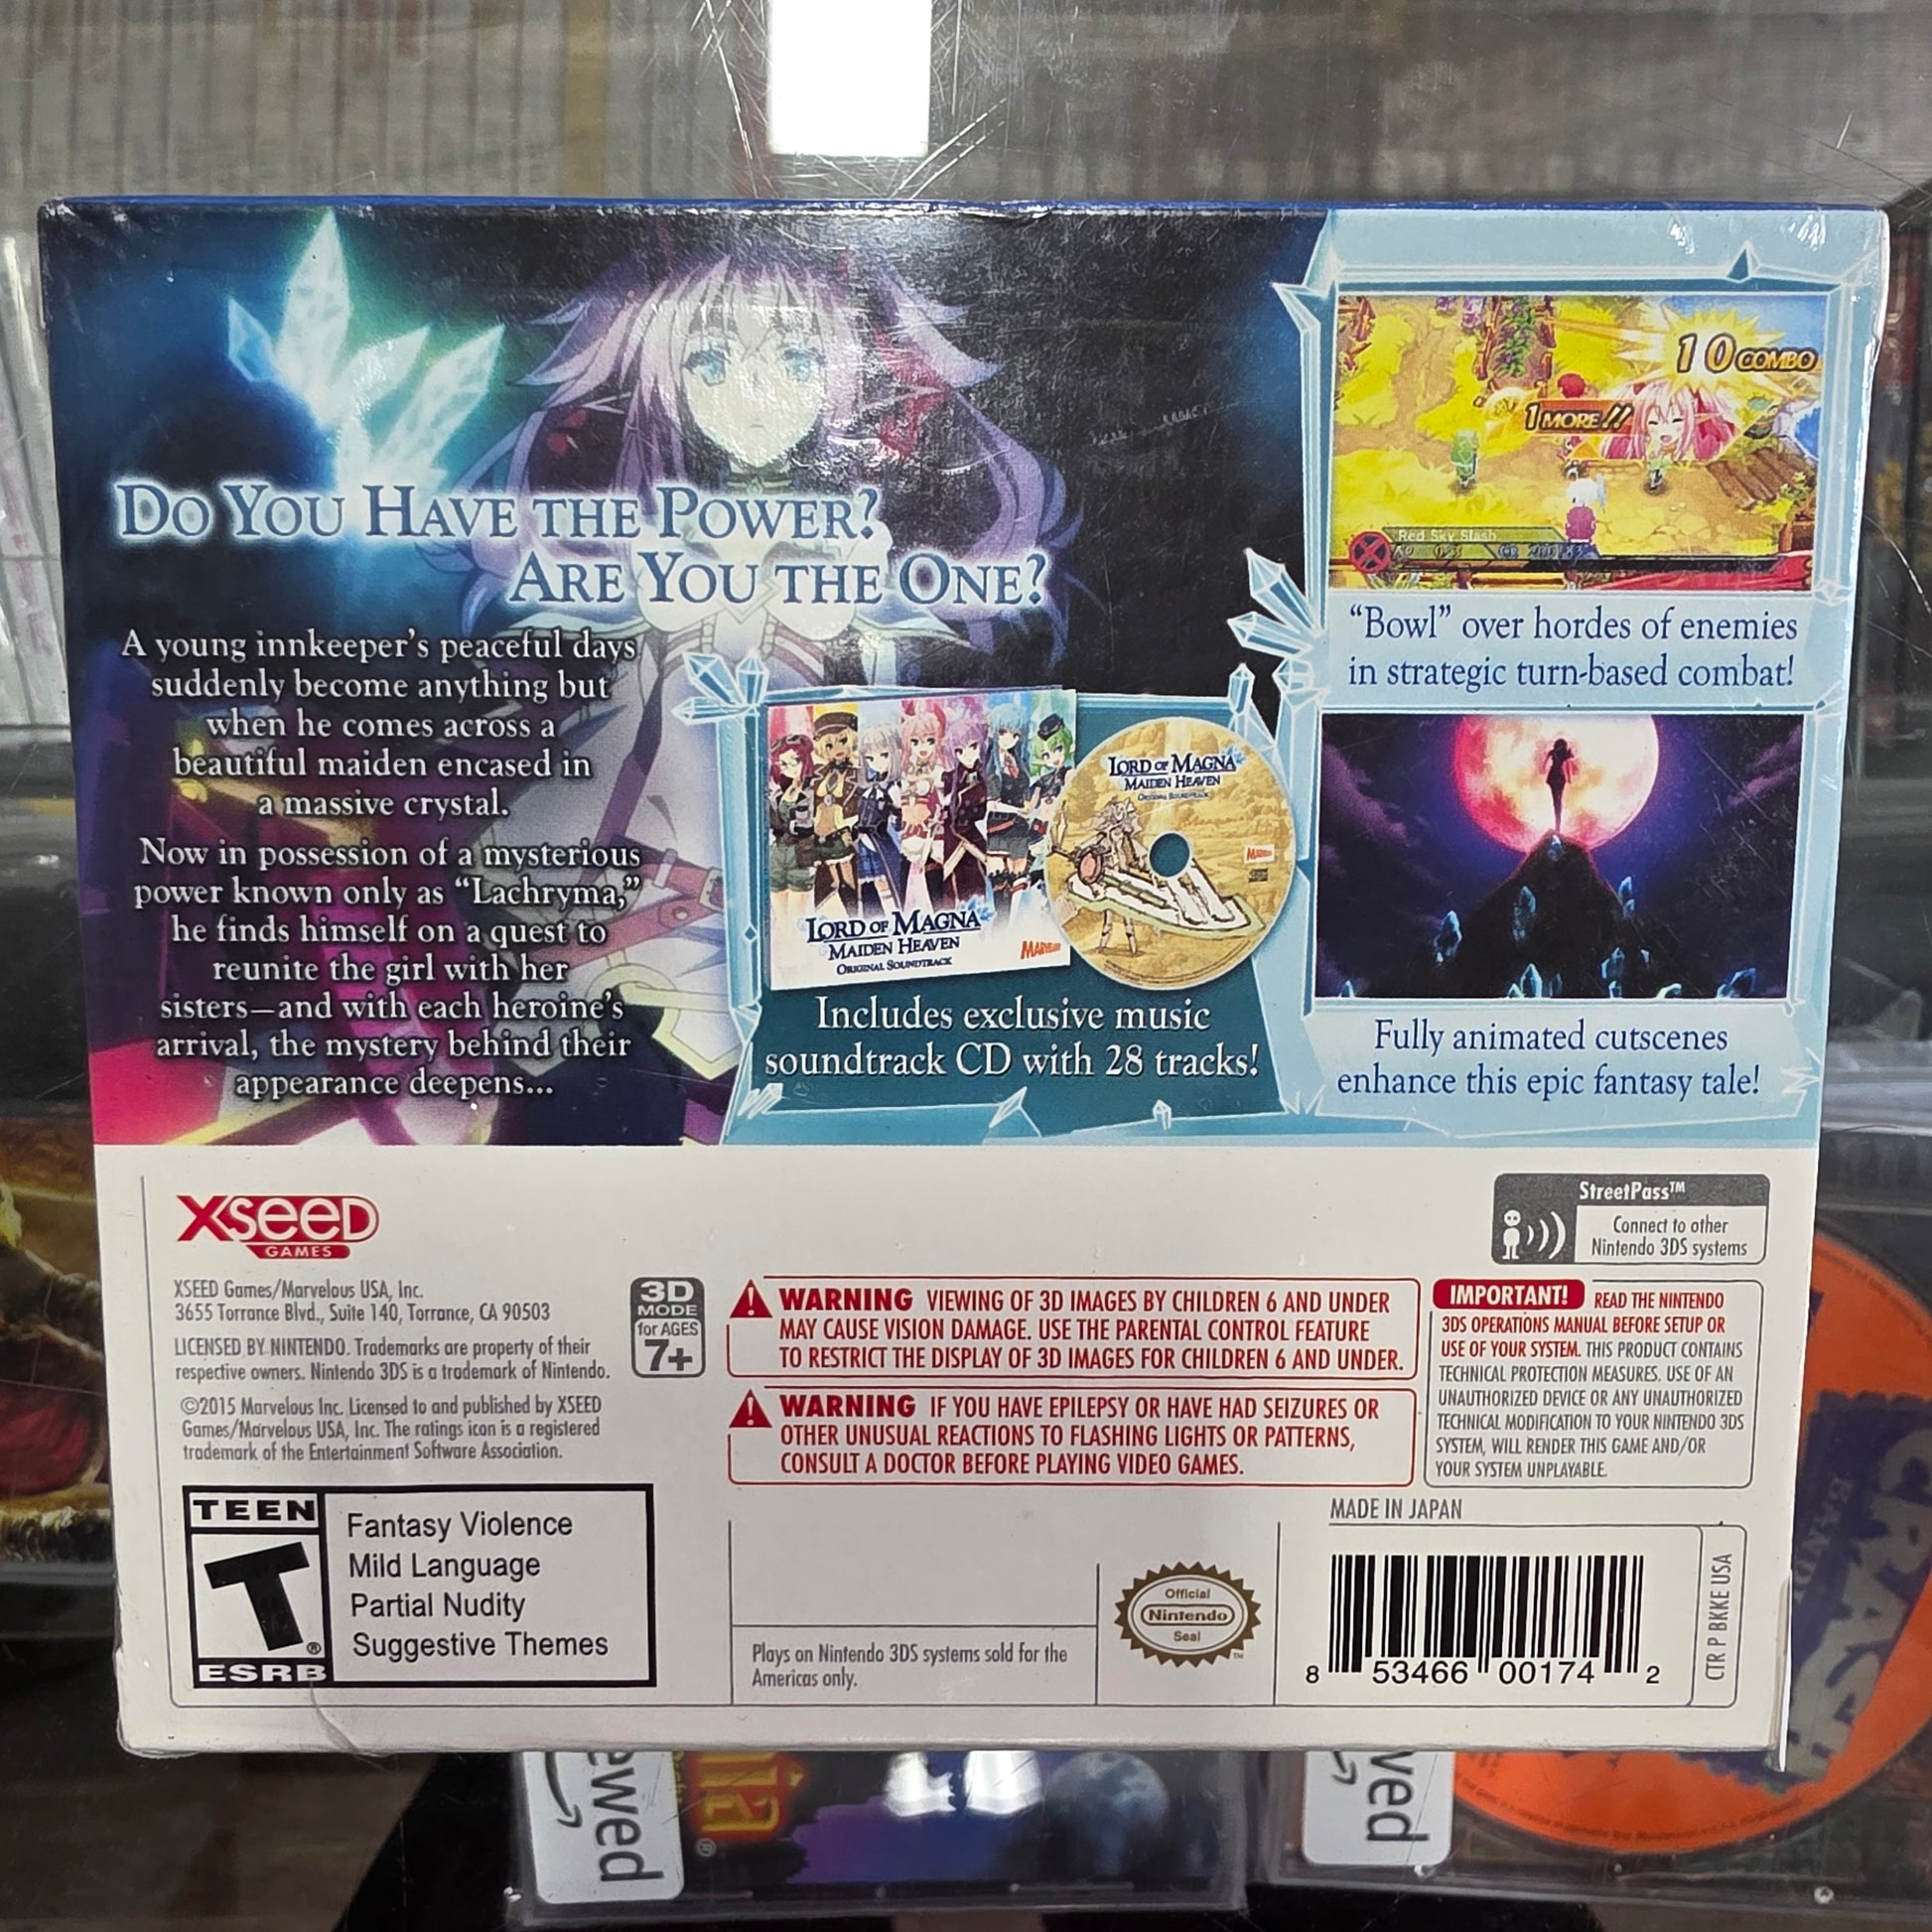 DO YOU HAVE THE POWER?
ARE YOU THE ONE?
A young innkeeper's peaceful days
suddenly become anything but
when he comes across a
beautiful maiden encased in
a massive crystal.
Now in possession of a mysterious
power known only as “Lachryma,”
he finds himself on a quest to
reunite the girl with her
sisters—and with each heroine's
arrival, the mystery behind their
appearance deepens...
LORD OF MAGNA
MAIDEN HEAVEN
ORIGINAL SOUNDTRACK
MARVELOUS
LORD OF MAGNA
MAIDEN HEAVEN
ORIGINAL SOUNDTRACK
Includes exclusive music
soundtrack CD with 28 tracks!
10 COMBO
1 MORE!!
Red Sky Slash
“Bowl” over hordes of enemies
in strategic turn-based combat!
Fully animated cutscenes
enhance this epic fantasy tale!
XSEED
GAMES
XSEED Games/Marvelous USA, Inc.
3655 Torrance Blvd., Suite 140, Torrance, CA 90503
LICENSED BY NINTENDO. Trademarks are property of their
respective owners. Nintendo 3DS is a trademark of Nintendo.
©2015 Marvelous Inc. Licensed to and published by XSEED
Games/Marvelous USA, Inc. The ratings icon is a registered
trademark of the Entertainment Software Association.
3D
MODE
for AGES
7+
WARNING VIEWING OF 3D IMAGES BY CHILDREN 6 AND UNDER
MAY CAUSE VISION DAMAGE. USE THE PARENTAL CONTROL FEATURE
TO RESTRICT THE DISPLAY OF 3D IMAGES FOR CHILDREN 6 AND UNDER.
WARNING IF YOU HAVE EPILEPSY OR HAVE HAD SEIZURES OR
OTHER UNUSUAL REACTIONS TO FLASHING LIGHTS OR PATTERNS,
CONSULT A DOCTOR BEFORE PLAYING VIDEO GAMES.
StreetPass™
Connect to other
Nintendo 3DS systems
IMPORTANT! READ THE NINTENDO
3DS OPERATIONS MANUAL BEFORE SETUP OR
USE OF YOUR SYSTEM. THIS PRODUCT CONTAINS
TECHNICAL PROTECTION MEASURES. USE OF AN
UNAUTHORIZED DEVICE OR ANY UNAUTHORIZED
TECHNICAL MODIFICATION TO YOUR NINTENDO 3DS
SYSTEM, WILL RENDER THIS GAME AND/OR
YOUR SYSTEM UNPLAYABLE.
TEEN
T®
ESRB
Fantasy Violence
Mild Language
Partial Nudity
Suggestive Themes
Plays on Nintendo 3DS systems sold for the
Americas only.
Official
Nintendo
Seal
™
MADE IN JAPAN
8 53466 00174 2
CTR P BKKE USA
ewed
wed